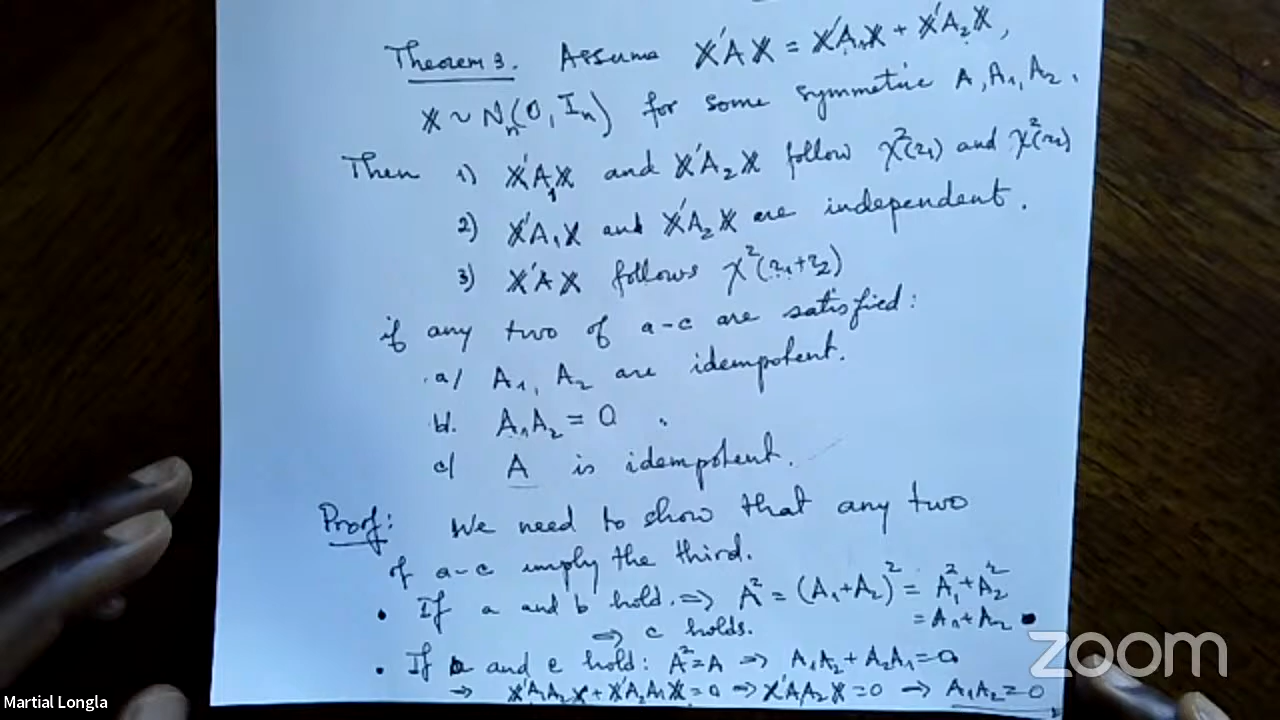 Theorem 3. Assume X'AX = X'A₁X + X'A₂X,
X ~ Nₙ(0, Iₙ) for some symmetric A, A₁, A₂.
Then 1) X'A₁X and X'A₂X follow χ²(r₁) and χ²(r₂)
2) X'A₁X and X'A₂X are independent.
3) X'AX follows χ²(r₁+r₂)
if any two of a-c are satisfied:
a/ A₁, A₂ are idempotent.
b. A₁A₂ = 0
c/ A is idempotent.
Proof: We need to show that any two
of a-c imply the third.
• If a and b hold. ⇒ A² = (A₁+A₂)² = A₁² + A₂²
= A₁ + A₂
⇒ c holds.
• If a and c hold: A² = A ⇒ A₁A₂ + A₂A₁ = 0
→ X'A₁A₂X + X'A₂A₁X = 0 ⇒ X'A₁A₂X = 0 → A₁A₂ = 0
zoom
Martial Longla